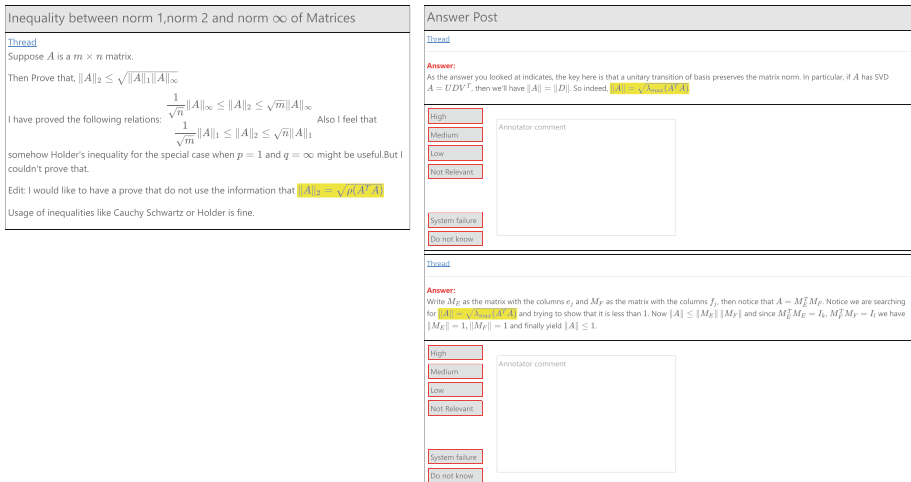 Inequality between norm 1,norm 2 and norm ∞ of Matrices
Thread
Suppose A is a m × n matrix.
Then Prove that, ‖A‖₂ ≤ √(‖A‖₁‖A‖∞)
I have proved the following relations: 1/√n ‖A‖∞ ≤ ‖A‖₂ ≤ √m‖A‖∞
1/√m ‖A‖₁ ≤ ‖A‖₂ ≤ √n‖A‖₁ Also I feel that
somehow Holder's inequality for the special case when p = 1 and q = ∞ might be useful.But I
couldn't prove that.
Edit: I would like to have a prove that do not use the information that ‖A‖₂ = √(ρ(AᵀA))
Usage of inequalities like Cauchy Schwartz or Holder is fine.
Answer Post
Thread
Answer:
As the answer you looked at indicates, the key here is that a unitary transition of basis preserves the matrix norm. In particular, if A has SVD
A = UDVᵀ, then we'll have ‖A‖ = ‖D‖. So indeed, ‖A‖ = √(λₘₐₓ(AᵀA)).
High
Medium
Low
Not Relevant
System failure
Do not know
Annotator comment
Thread
Answer:
Write M_E as the matrix with the columns e_j and M_F as the matrix with the columns f_j, then notice that A = M_E^T M_F. Notice we are searching
for ‖A‖ = √(λₘₐₓ(AᵀA)) and trying to show that it is less than 1. Now ‖A‖ ≤ ‖M_E‖ ‖M_F‖ and since M_E^T M_E = I_k, M_F^T M_F = I_l we have
‖M_E‖ = 1, ‖M_F‖ = 1 and finally yield ‖A‖ ≤ 1.
High
Medium
Low
Not Relevant
System failure
Do not know
Annotator comment